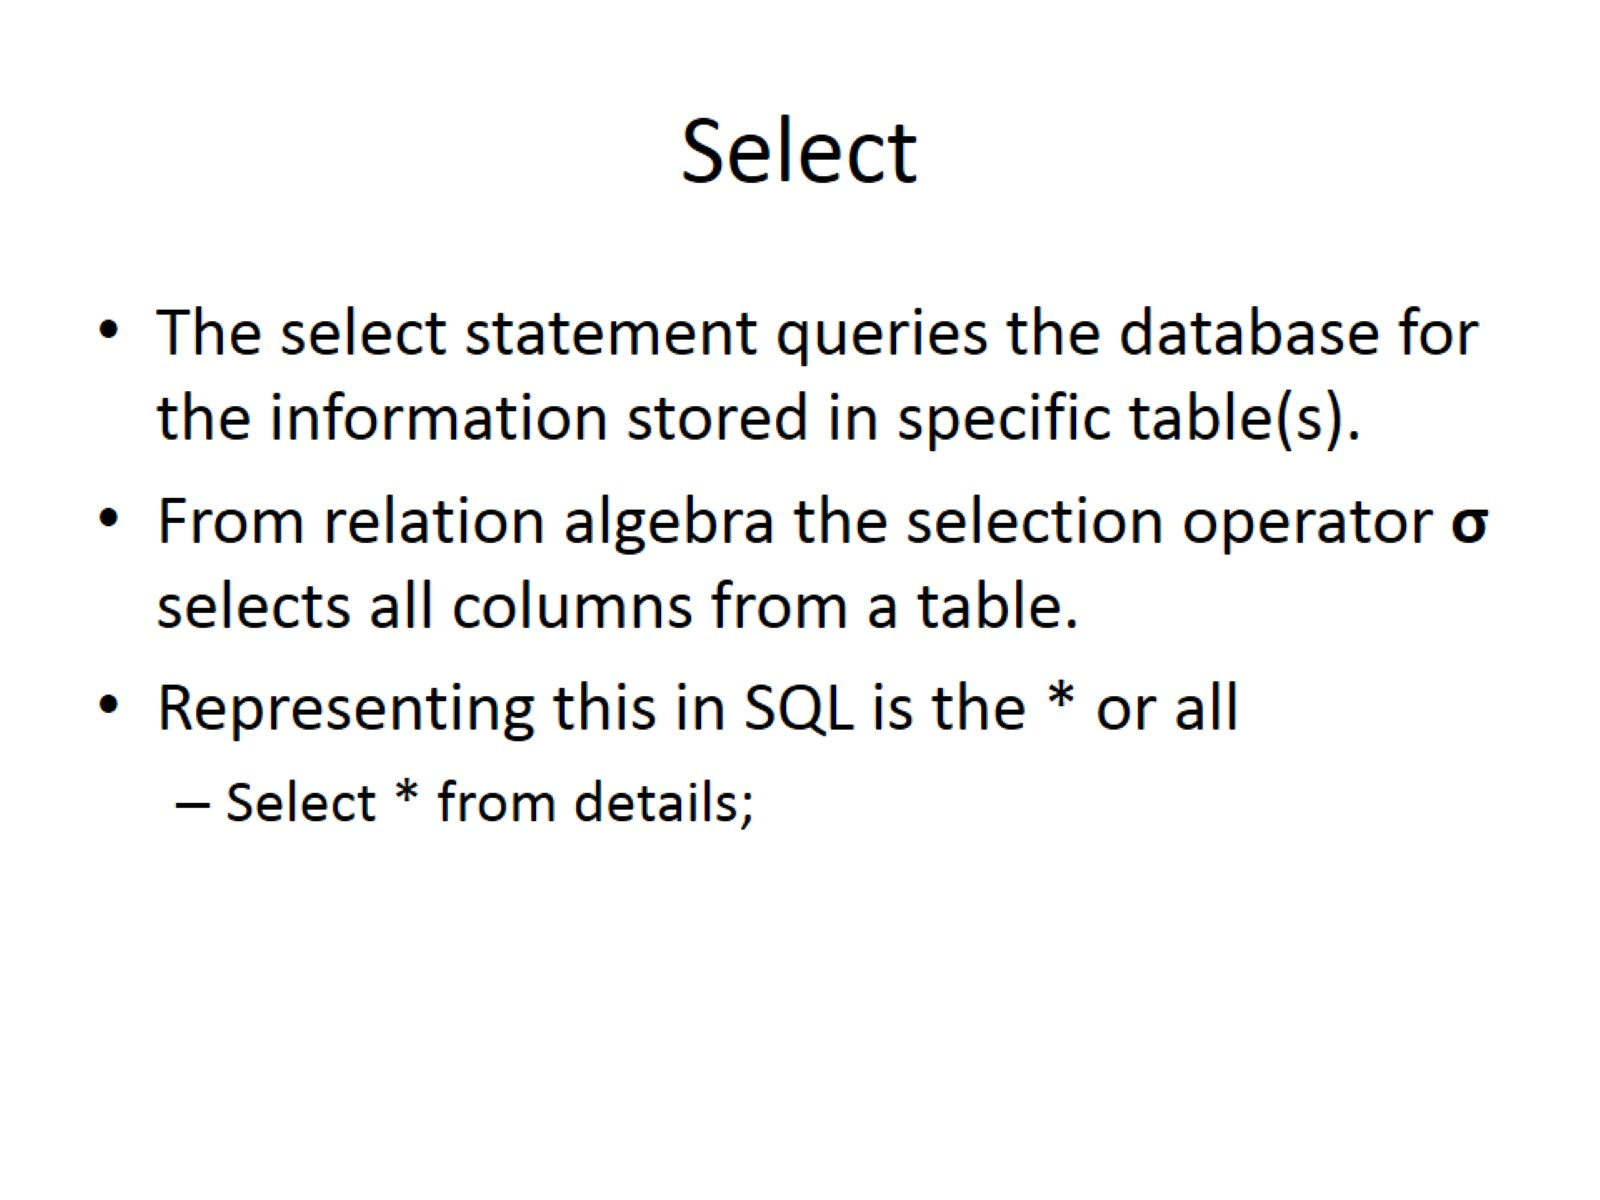 Select
• The select statement queries the database for
the information stored in specific table(s).
• From relation algebra the selection operator σ
selects all columns from a table.
• Representing this in SQL is the * or all
– Select * from details;